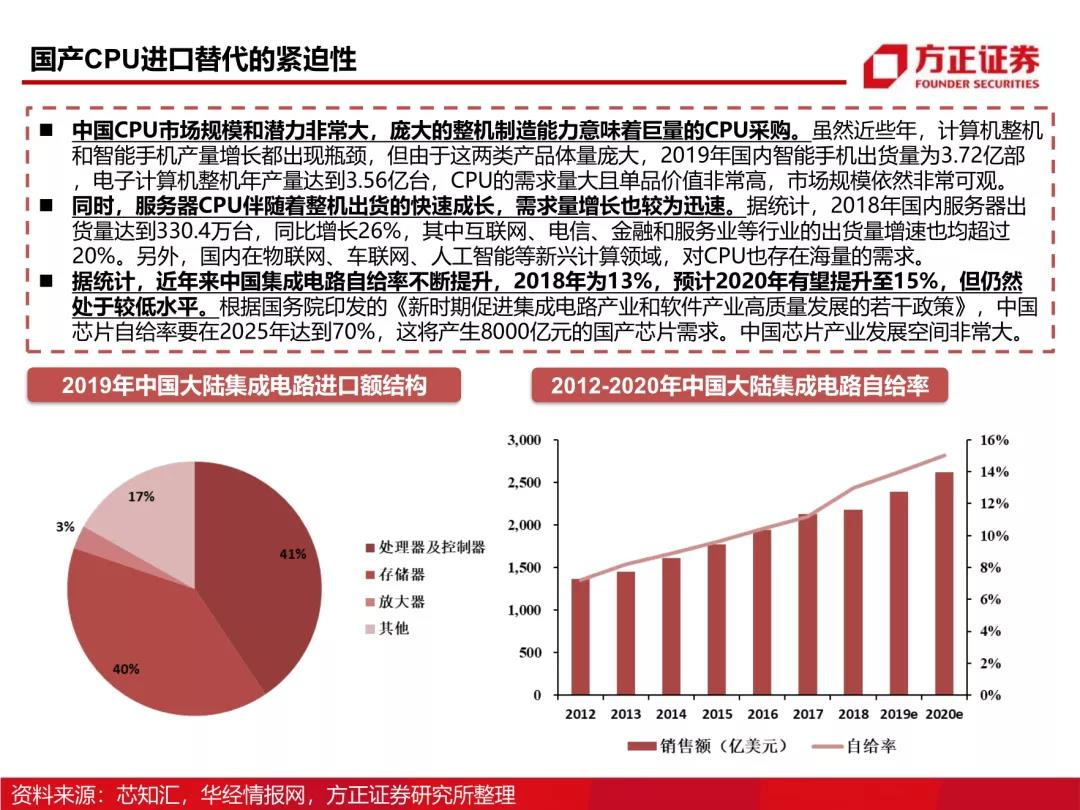 国产CPU进口替代的紧迫性
方正证券
FOUNDER SECURITIES
■ 中国CPU市场规模和潜力非常大，庞大的整机制造能力意味着巨量的CPU采购。虽然近些年，计算机整机
和智能手机产量增长都出现瓶颈，但由于这两类产品体量庞大，2019年国内智能手机出货量为3.72亿部
，电子计算机整机年产量达到3.56亿台，CPU的需求量大且单品价值非常高，市场规模依然非常可观。
■ 同时，服务器CPU伴随着整机出货的快速成长，需求量增长也较为迅速。据统计，2018年国内服务器出
货量达到330.4万台，同比增长26%，其中互联网、电信、金融和服务业等行业的出货量增速也均超过
20%。另外，国内在物联网、车联网、人工智能等新兴计算领域，对CPU也存在海量的需求。
■ 据统计，近年来中国集成电路自给率不断提升，2018年为13%，预计2020年有望提升至15%，但仍然
处于较低水平。根据国务院印发的《新时期促进集成电路产业和软件产业高质量发展的若干政策》，中国
芯片自给率要在2025年达到70%，这将产生8000亿元的国产芯片需求。中国芯片产业发展空间非常大。
2019年中国大陆集成电路进口额结构
17%
3%
41%
40%
处理器及控制器
存储器
放大器
其他
2012-2020年中国大陆集成电路自给率
3,000
2,500
2,000
1,500
1,000
500
0
16%
14%
12%
10%
8%
6%
4%
2%
0%
2012 2013 2014 2015 2016 2017 2018 2019e 2020e
销售额（亿美元） 自给率
资料来源：芯知汇，华经情报网，方正证券研究所整理